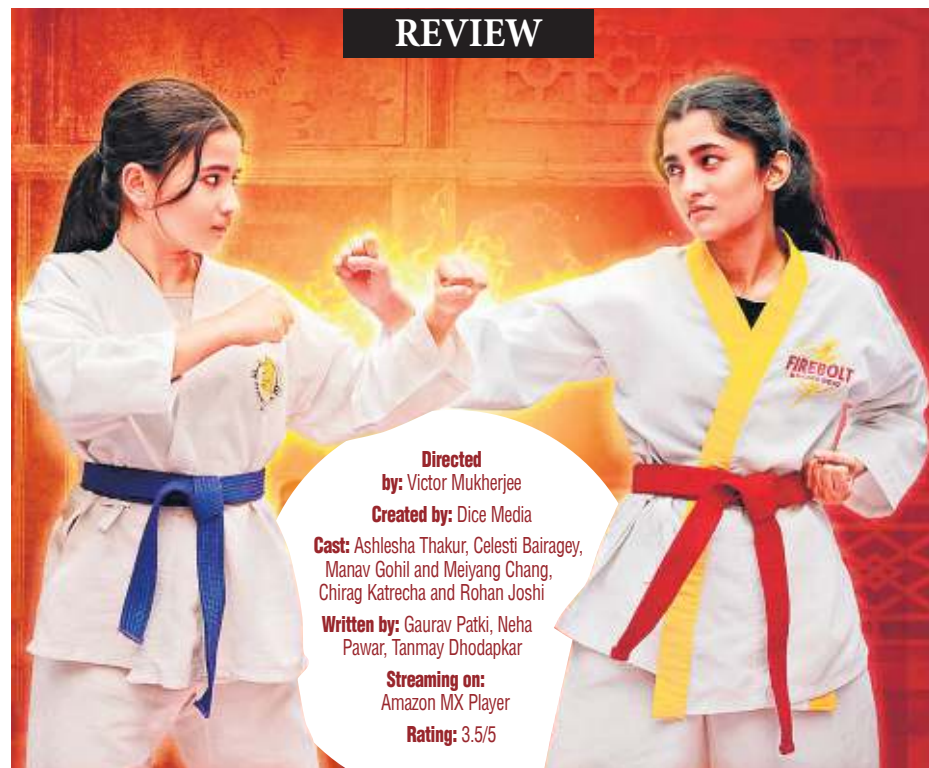 REVIEW
FIREBOLT
Directed
by: Victor Mukherjee
Created by: Dice Media
Cast: Ashlesha Thakur, Celesti Bairagey,
Manav Gohil and Meiyang Chang,
Chirag Katrecha and Rohan Joshi
Written by: Gaurav Patki, Neha
Pawar, Tanmay Dhodapkar
Streaming on:
Amazon MX Player
Rating: 3.5/5